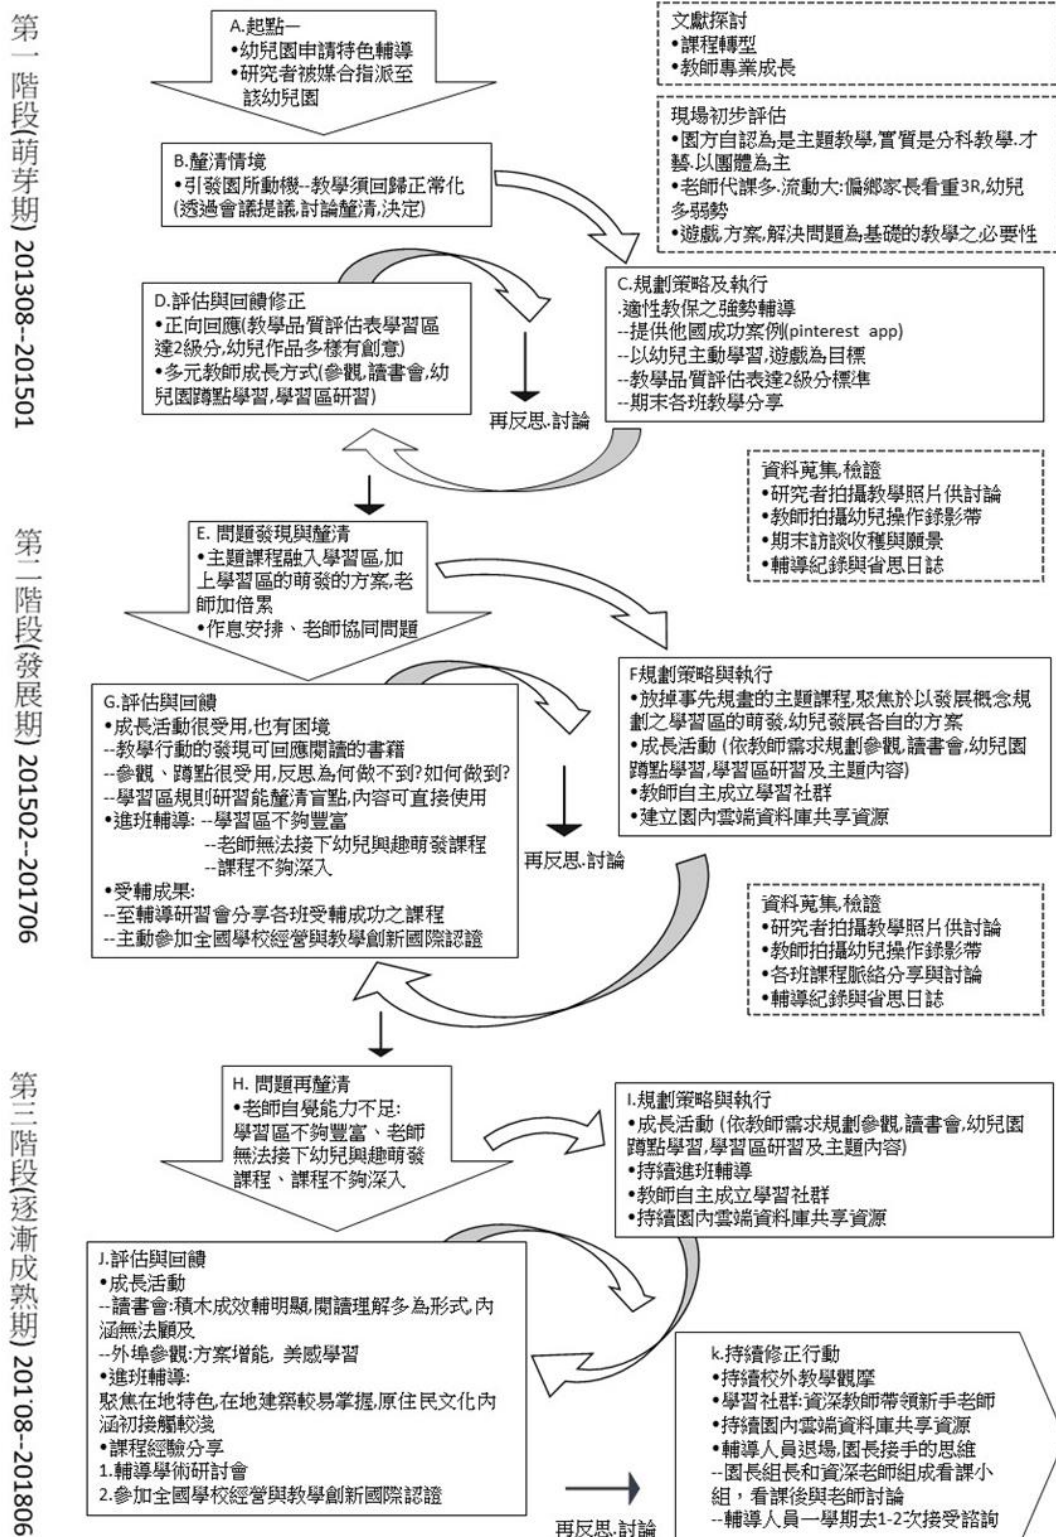 第一階段(萌芽期) 201308--201501
A.起點一
•幼兒園申請特色輔導
•研究者被媒合指派至
該幼兒園
文獻探討
•課程轉型
•教師專業成長
現場初步評估
•園方自認為是主題教學,實質是分科教學.才
藝.以團體為主
•老師代課多.流動大:偏鄉家長看重3R,幼兒
多弱勢
•遊戲,方案,解決問題為基礎的教學之必要性
B.釐清情境
•引發園所動機--教學須回歸正常化
(透過會議提議,討論釐清,決定)
C.規劃策略及執行
.適性教保之強勢輔導
--提供他國成功案例(pinterest app)
--以幼兒主動學習,遊戲為目標
--教學品質評估表達2級分標準
--期末各班教學分享
D.評估與回饋修正
•正向回應(教學品質評估表學習區
達2級分,幼兒作品多樣有創意)
•多元教師成長方式(參觀,讀書會,幼
兒園蹲點學習,學習區研習)
再反思.討論
資料蒐集,檢證
•研究者拍攝教學照片供討論
•教師拍攝幼兒操作錄影帶
•期末訪談收穫與願景
•輔導紀錄與省思日誌
第二階段(發展期) 201502--201706
E. 問題發現與釐清
•主題課程融入學習區,加
上學習區的萌發的方案,老
師加倍累
•作息安排、老師協同問題
F規劃策略與執行
•放掉事先規畫的主題課程,聚焦於以發展概念規
劃之學習區的萌發,幼兒發展各自的方案
•成長活動 (依教師需求規劃參觀,讀書會,幼兒園
蹲點學習,學習區研習及主題內容)
•教師自主成立學習社群
•建立園內雲端資料庫共享資源
G.評估與回饋
•成長活動很受用,也有困境
--教學行動的發現可回應閱讀的書籍
--參觀、蹲點很受用,反思為何做不到?如何做到?
--學習區規則研習能釐清盲點,內容可直接使用
•進班輔導: --學習區不夠豐富
--老師無法接下幼兒興趣萌發課程
--課程不夠深入
•受輔成果:
--至輔導研習會分享各班受輔成功之課程
--主動參加全國學校經營與教學創新國際認證
再反思.討論
資料蒐集,檢證
•研究者拍攝教學照片供討論
•教師拍攝幼兒操作錄影帶
•各班課程脈絡分享與討論
•輔導紀錄與省思日誌
第三階段(逐漸成熟期) 201708--201806
H. 問題再釐清
•老師自覺能力不足:
學習區不夠豐富、老師
無法接下幼兒興趣萌發
課程、課程不夠深入
I.規劃策略與執行
•成長活動 (依教師需求規劃參觀,讀書會,幼兒園
蹲點學習,學習區研習及主題內容)
•持續進班輔導
•教師自主成立學習社群
•持續園內雲端資料庫共享資源
J.評估與回饋
•成長活動
--讀書會:積木成效輔明顯,閱讀理解多為形式,內
涵無法顧及
--外埠參觀:方案增能, 美感學習
•進班輔導:
聚焦在地特色,在地建築較易掌握,原住民文化內
涵初接觸較淺
•課程經驗分享
1.輔導學術研討會
2.參加全國學校經營與教學創新國際認證
再反思.討論
k.持續修正行動
•持續校外教學觀摩
•學習社群:資深教師帶領新手老師
•持續園內雲端資料庫共享資源
•輔導人員退場,園長接手的思維
--園長組長和資深老師組成看課小
組，看課後與老師討論
--輔導人員一學期去1-2次接受諮詢